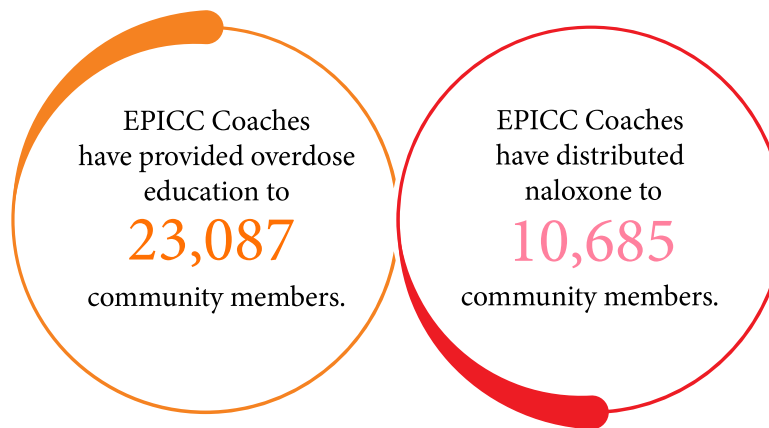 EPICC Coaches
have provided overdose
education to
23,087
community members.
EPICC Coaches
have distributed
naloxone to
10,685
community members.